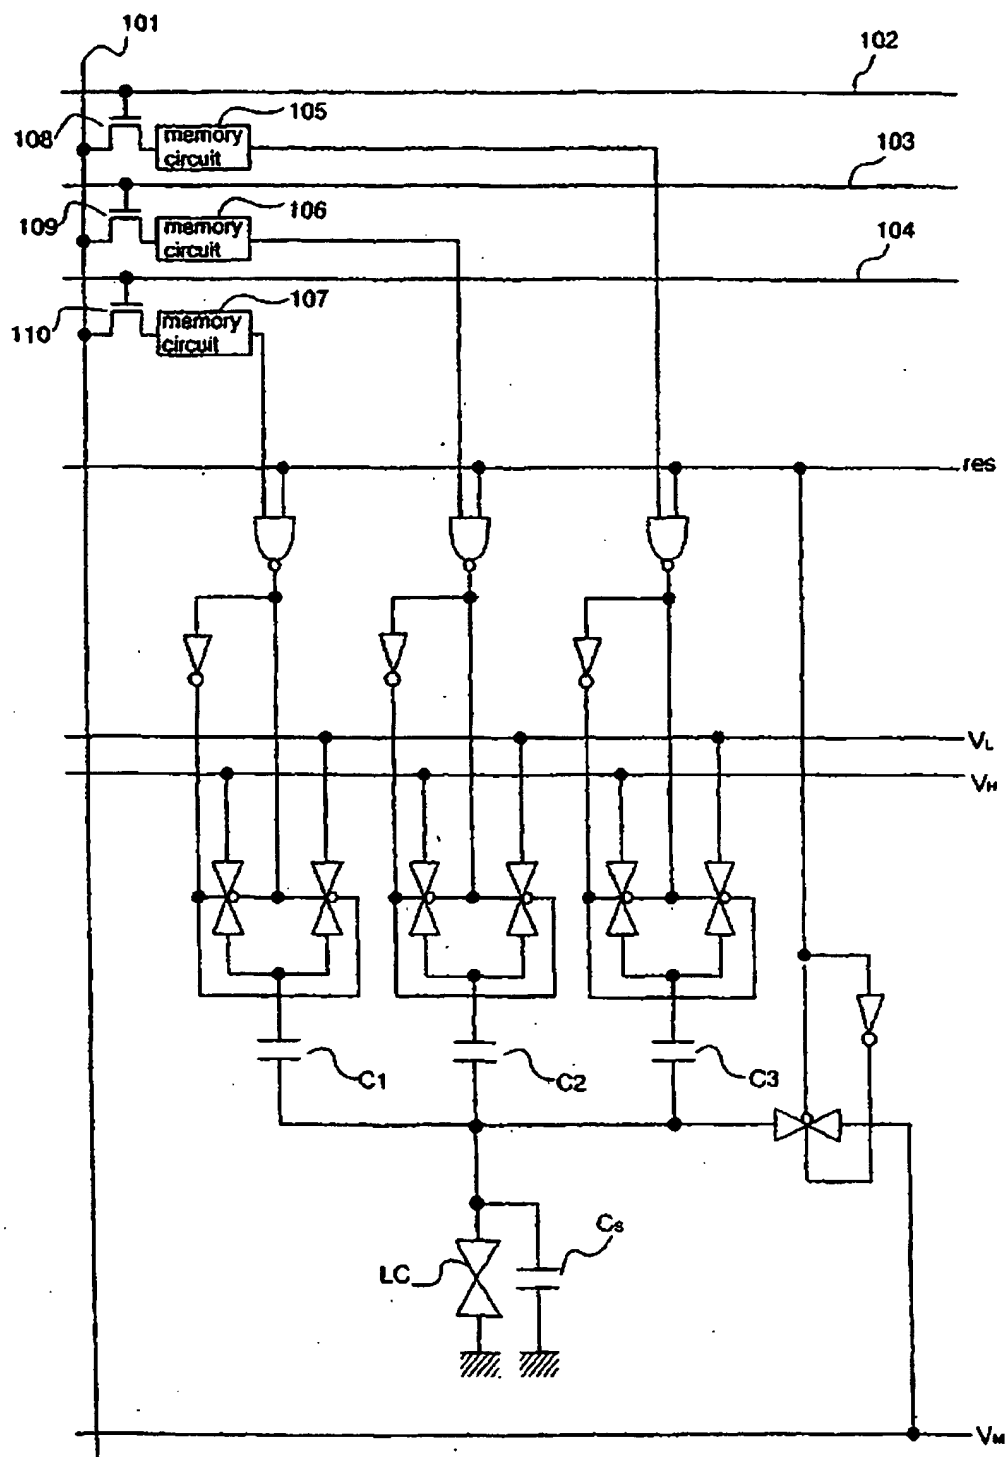 101
102
105
108
memory
circuit
103
106
109
memory
circuit
104
107
110
memory
circuit
res
VL
VH
C1
C2
C3
Cs
LC
VM